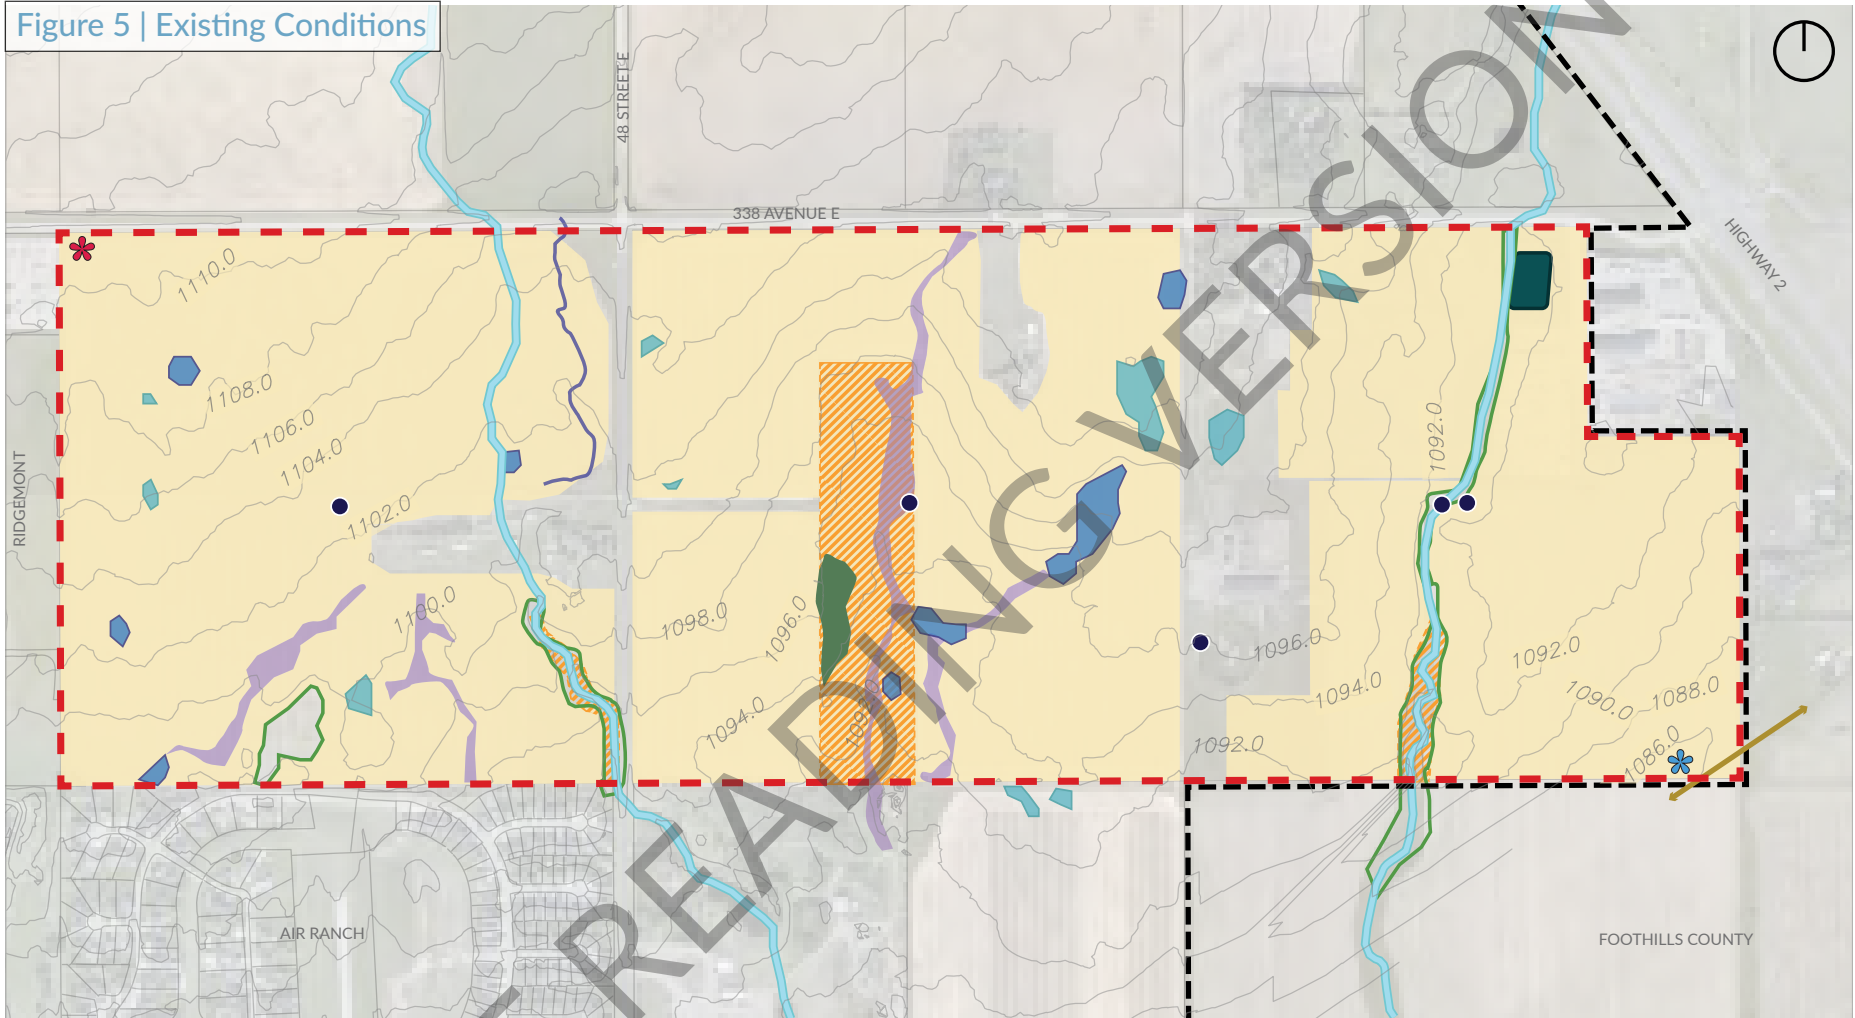 Figure 5 | Existing Conditions
48 STREET E
338 AVENUE E
HIGHWAY 2
RIDGEMONT
1110.0
1108.0
1106.0
1104.0
1102.0
1100.0
1098.0
1096.0
1094.0
1092.0
1092.0
1096.0
1094.0
1092.0
1092.0
1090.0
1088.0
1086.0
AIR RANCH
FOOTHILLS COUNTY
READING VERSION